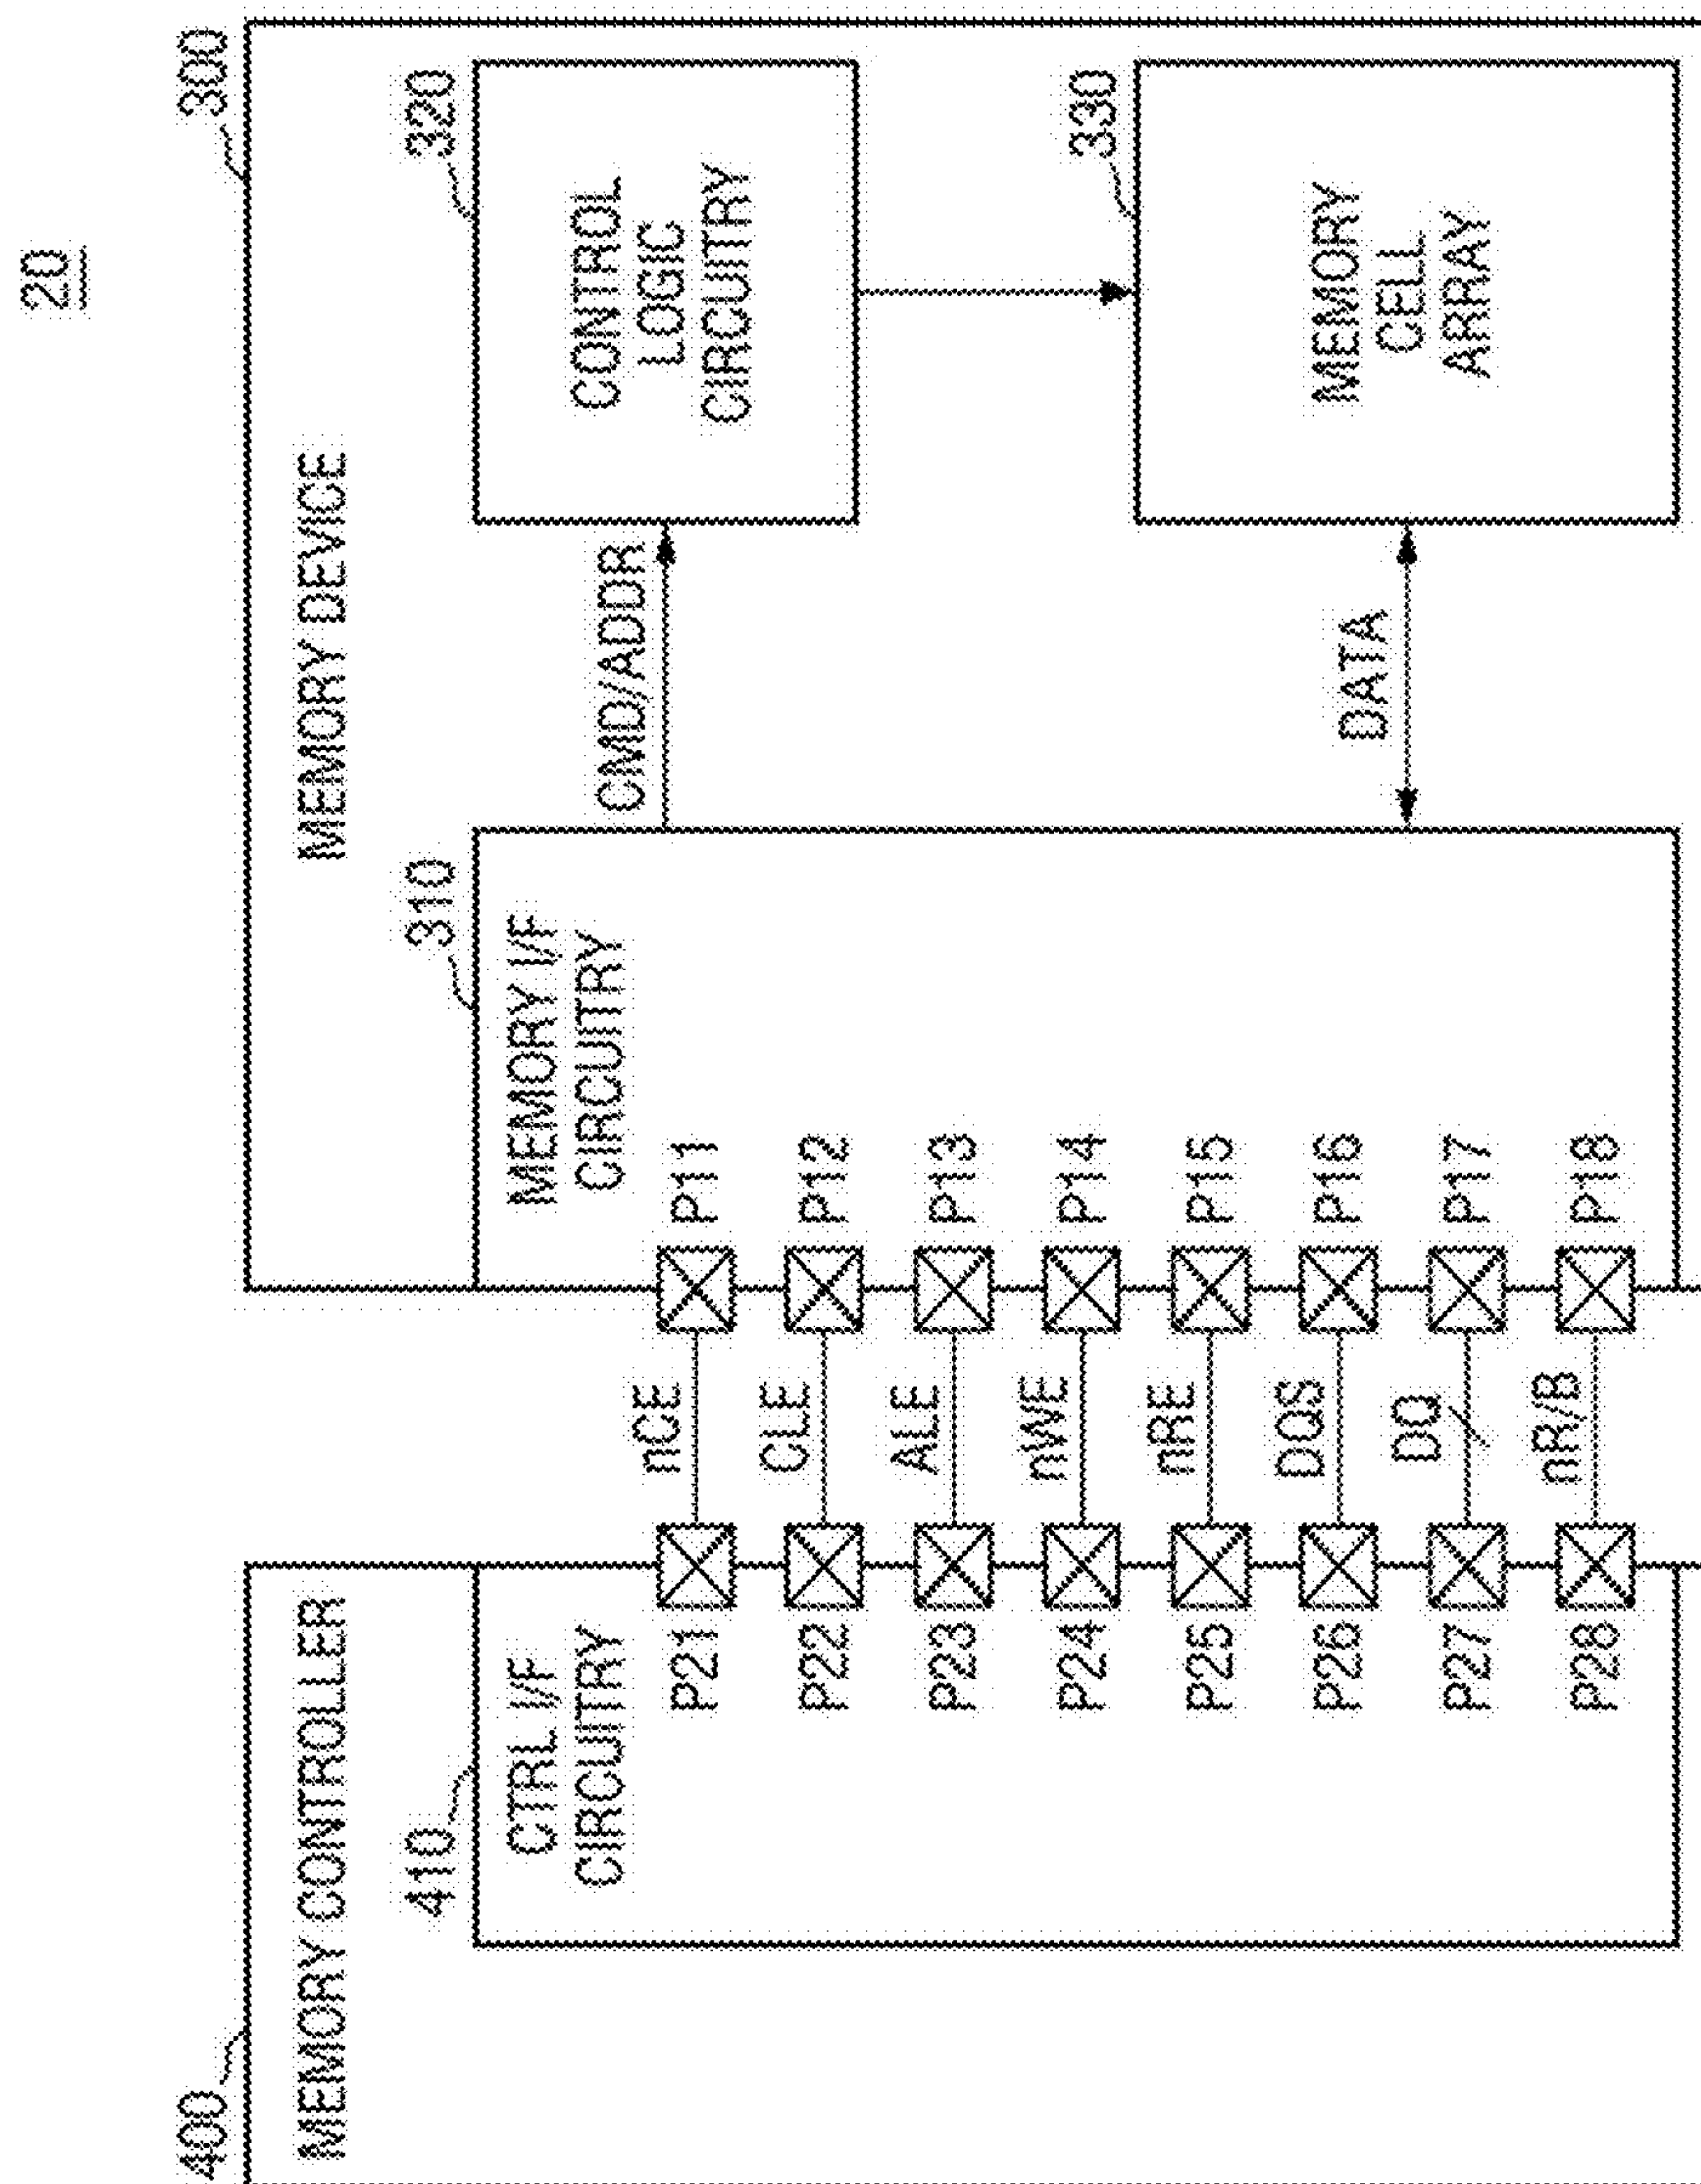 20
400
MEMORY CONTROLLER
410
CTRL I/F
CIRCUITRY
P21
P22
P23
P24
P25
P26
P27
P28
nCE
CLE
ALE
nWE
nRE
DQS
DQ
nR/B
300
MEMORY DEVICE
310
MEMORY I/F
CIRCUITRY
P11
P12
P13
P14
P15
P16
P17
P18
CMD/ADDR
DATA
320
CONTROL
LOGIC
CIRCUITRY
330
MEMORY
CELL
ARRAY